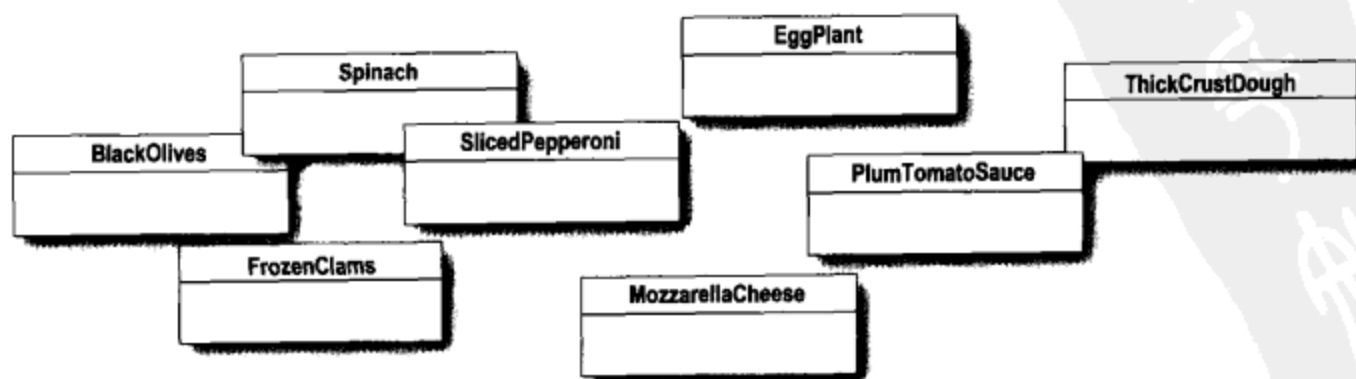 EggPlant
Spinach
ThickCrustDough
SlicedPepperoni
BlackOlives
PlumTomatoSauce
FrozenClams
MozzarellaCheese